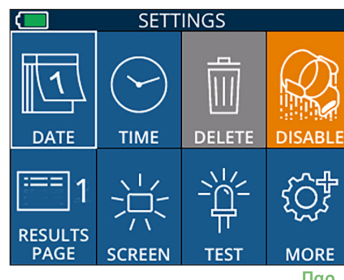 SETTINGS
1
DATE
TIME
DELETE
DISABLE
1
RESULTS
PAGE
SCREEN
TEST
MORE